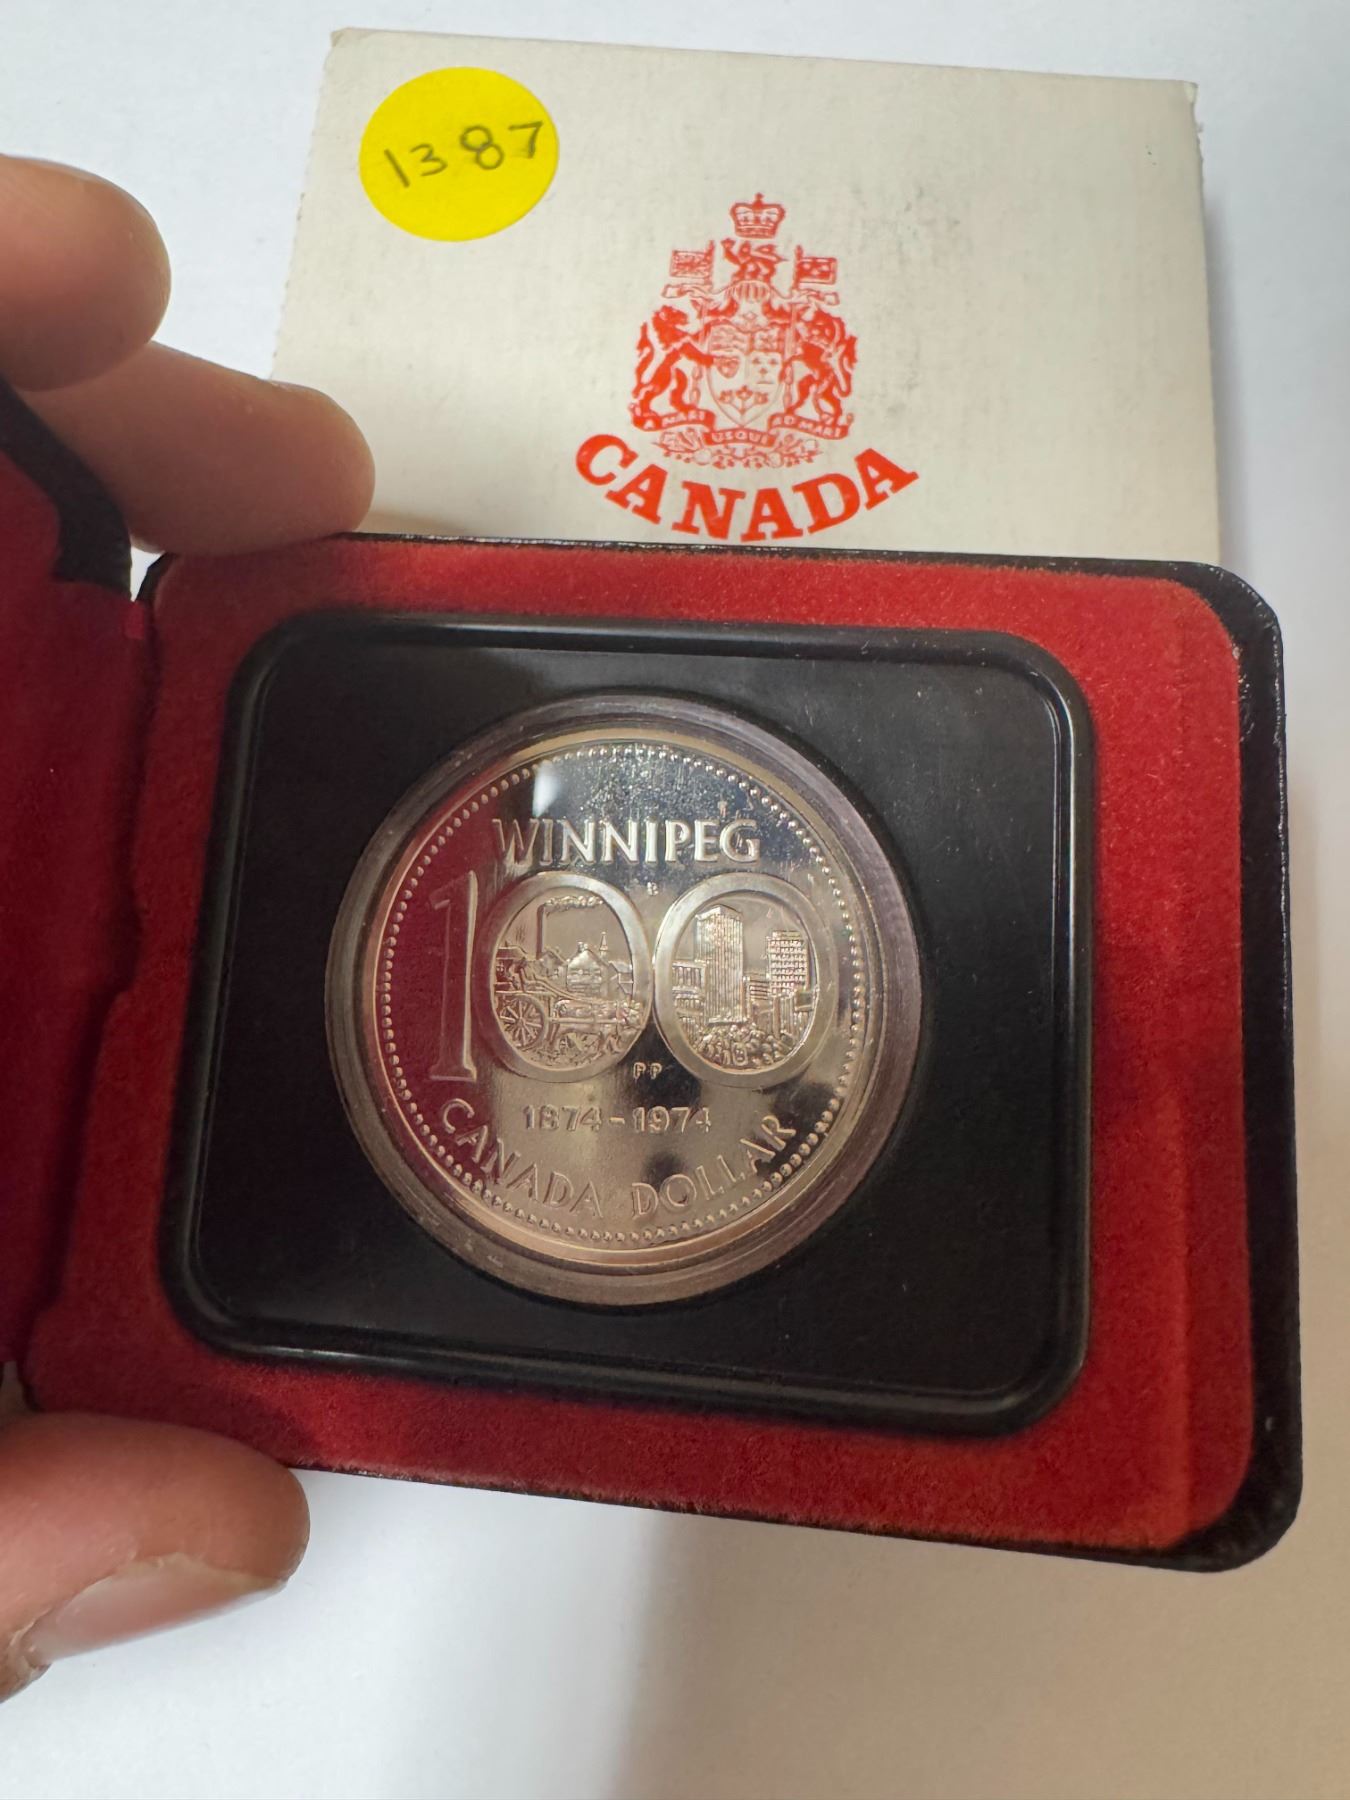 1387
A MARI USQUE AD MARE
CANADA
WINNIPEG
100
B
PP
1874-1974
CANADA DOLLAR